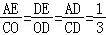 AE/CO = DE/OD = AD/CD = 1/3